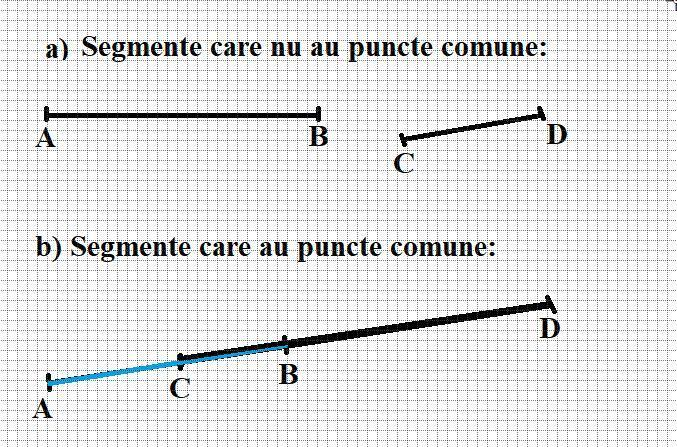 a) Segmente care nu au puncte comune:
A B C D
b) Segmente care au puncte comune:
A C B D